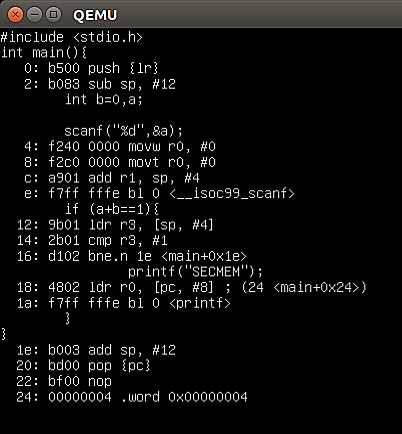 QEMU
#include <stdio.h>
int main(){
0: b500 push {lr}
2: b083 sub sp, #12
int b=0,a;
scanf("%d",&a);
4: f240 0000 movw r0, #0
8: f2c0 0000 movt r0, #0
c: a901 add r1, sp, #4
e: f7ff fffe bl 0 <__isoc99_scanf>
if (a+b==1){
12: 9b01 ldr r3, [sp, #4]
14: 2b01 cmp r3, #1
16: d102 bne.n 1e <main+0x1e>
printf("SECMEM");
18: 4802 ldr r0, [pc, #8] ; (24 <main+0x24>)
1a: f7ff fffe bl 0 <printf>
}
}
1e: b003 add sp, #12
20: bd00 pop {pc}
22: bf00 nop
24: 00000004 .word 0x00000004